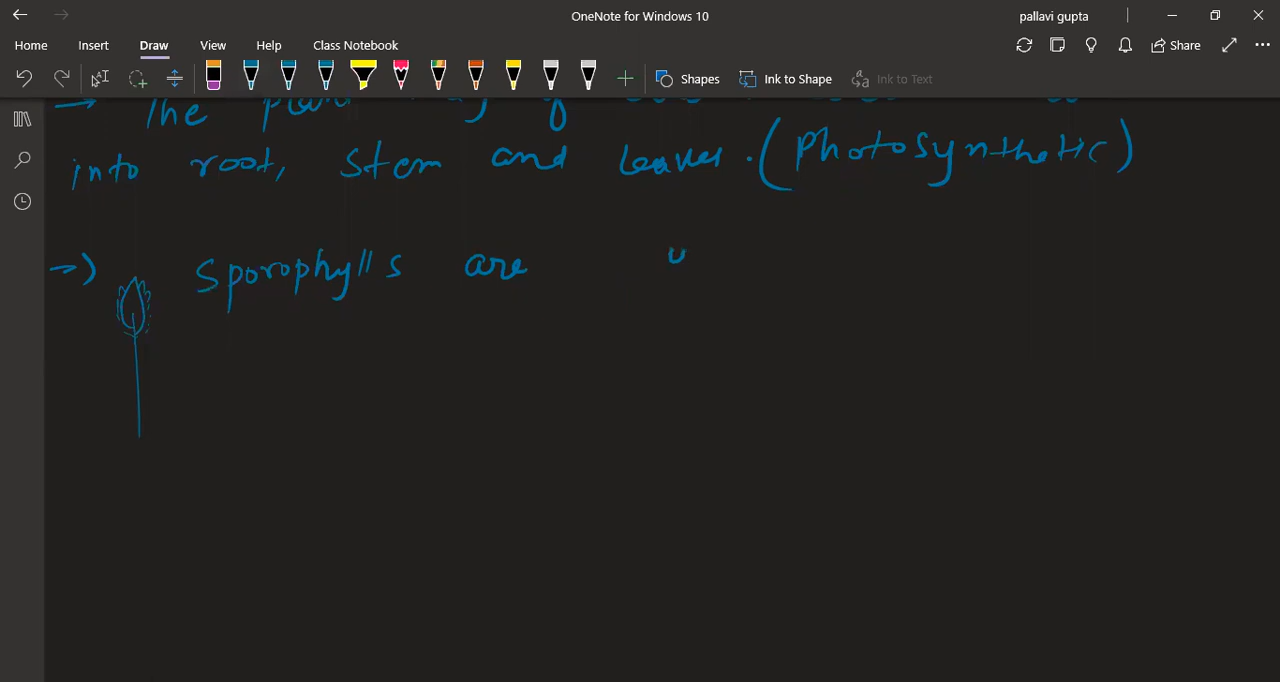 OneNote for Windows 10
pallavi gupta
Home Insert Draw View Help Class Notebook
Share
Shapes Ink to Shape Ink to Text
→ The
into root, stem and leaves. (Photosynthetic)
→) Sporophylls are u